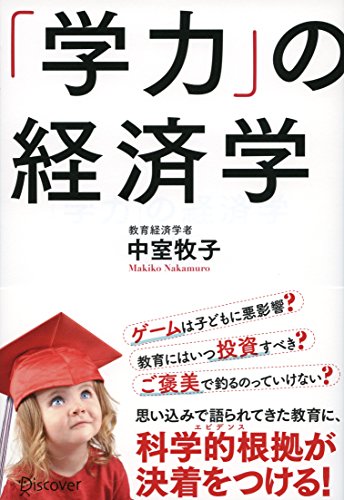 「学力」の
経済学
教育経済学者
中室牧子
Makiko Nakamuro
ゲームは子どもに悪影響?
教育にはいつ投資すべき?
ご褒美で釣るのっていけない?
思い込みで語られてきた教育に、
エビデンス
科学的根拠が
決着をつける!
Discover